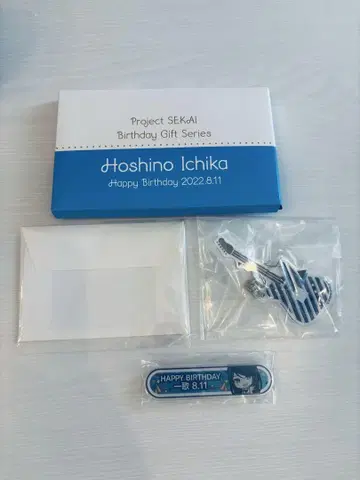 Project SEKAI
Birthday Gift Series
Hoshino Ichika
Happy Birthday 2022.8.11
HAPPY BIRTHDAY
一歌 8.11